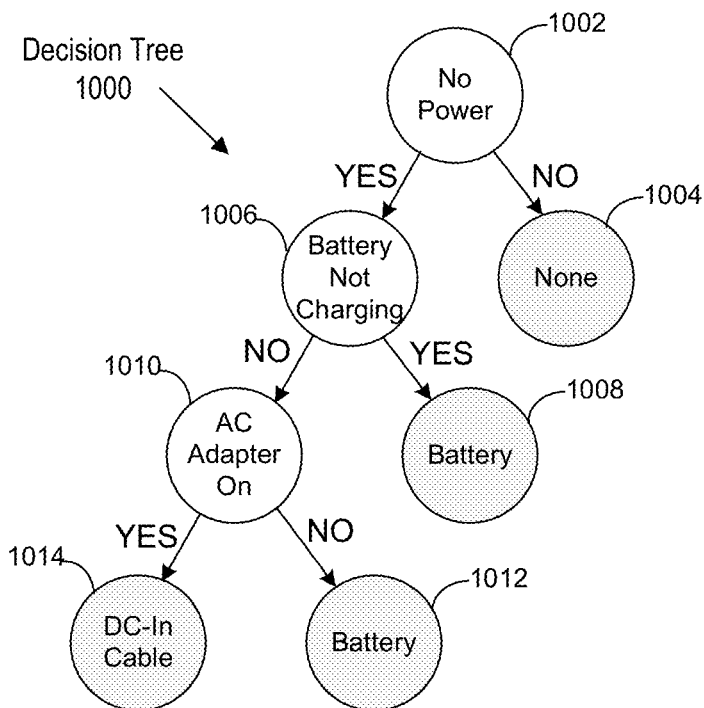 Decision Tree
1000
1002
No
Power
YES
NO
1004
None
1006
Battery
Not
Charging
NO
YES
1008
Battery
1010
AC
Adapter
On
YES
NO
1014
DC-In
Cable
1012
Battery